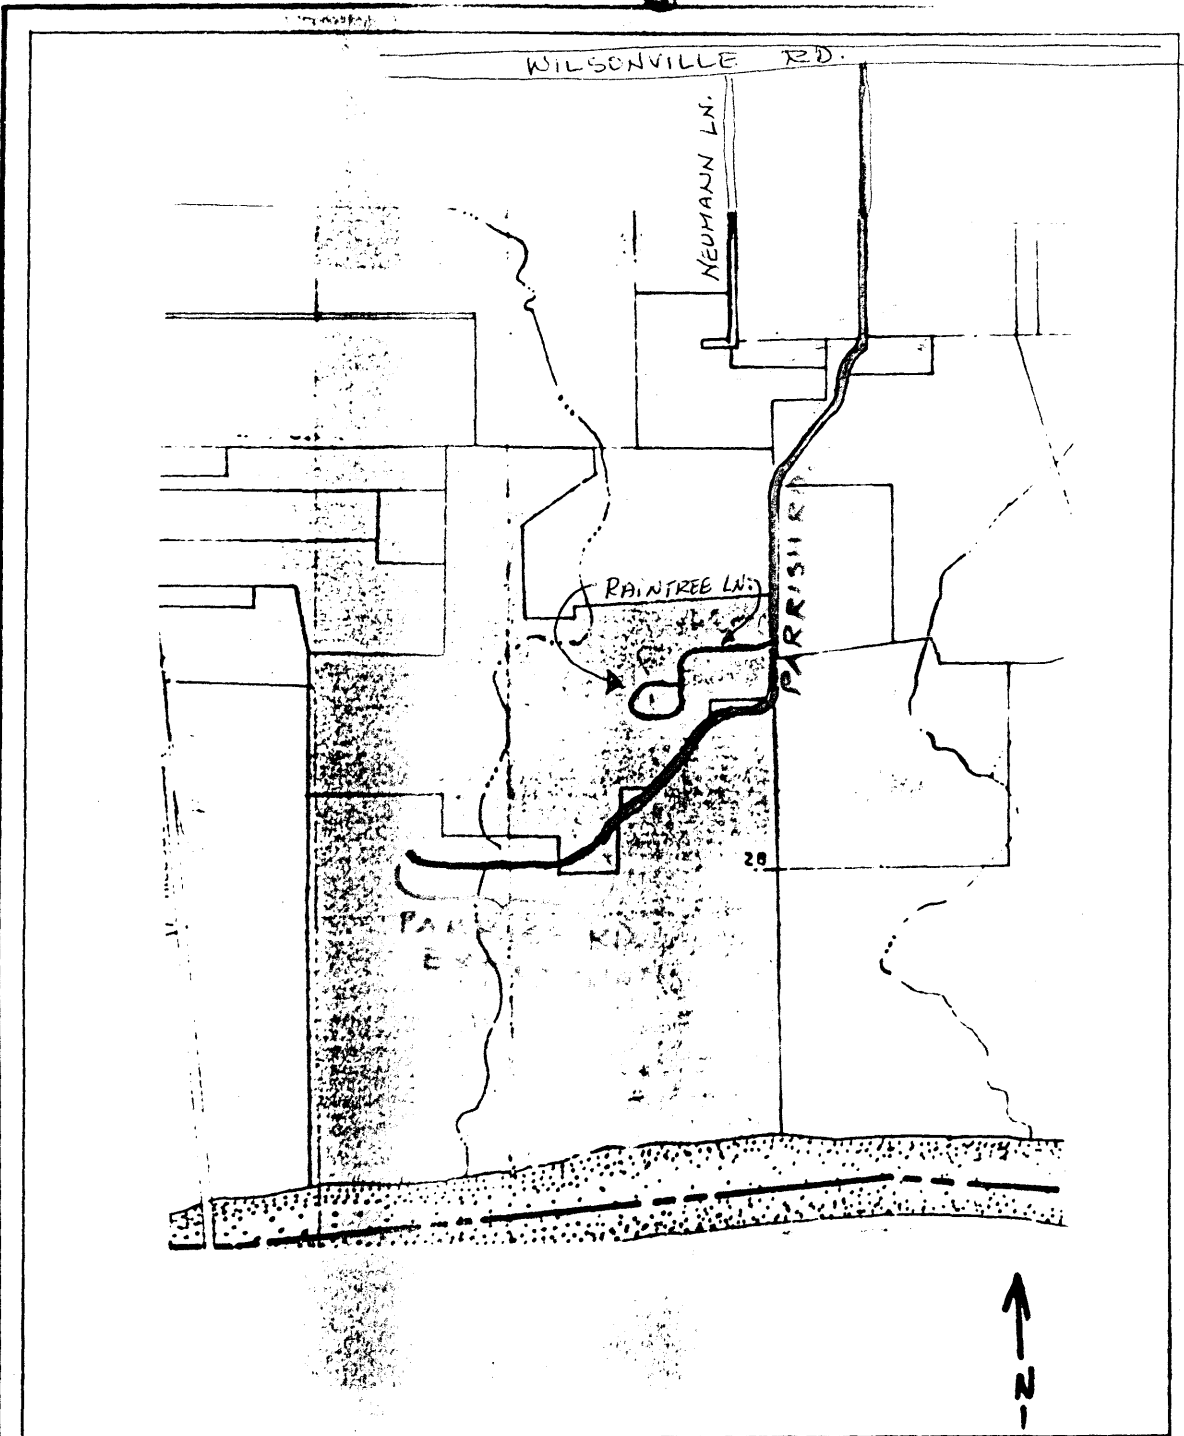 WILSONVILLE RD.
NEUMANN LN.
RAINTREE LN.
PARRISH RD
28
N